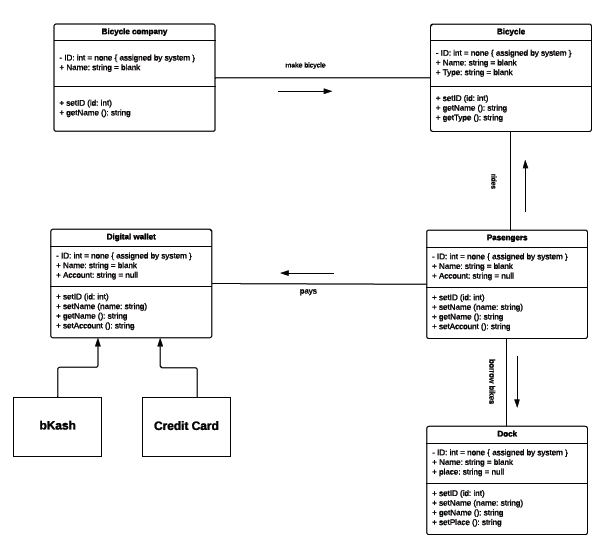 Bicycle company
- ID: int = none { assigned by system }
+ Name: string = blank
+ setID (id: int)
+ getName (): string
make bicycle
Bicycle
- ID: int = none { assigned by system }
+ Name: string = blank
+ Type: string = blank
+ setID (id: int)
+ getName (): string
+ getType (): string
rides
Digital wallet
- ID: int = none { assigned by system }
+ Name: string = blank
+ Account: string = null
+ setID (id: int)
+ setName (name: string)
+ getName (): string
+ setAccount (): string
pays
Pasengers
- ID: int = none { assigned by system }
+ Name: string = blank
+ Account: string = null
+ setID (id: int)
+ setName (name: string)
+ getName (): string
+ setAccount (): string
borrow bikes
bKash
Credit Card
Dock
- ID: int = none { assigned by system }
+ Name: string = blank
+ place: string = null
+ setID (id: int)
+ setName (name: string)
+ getName (): string
+ setPlace (): string